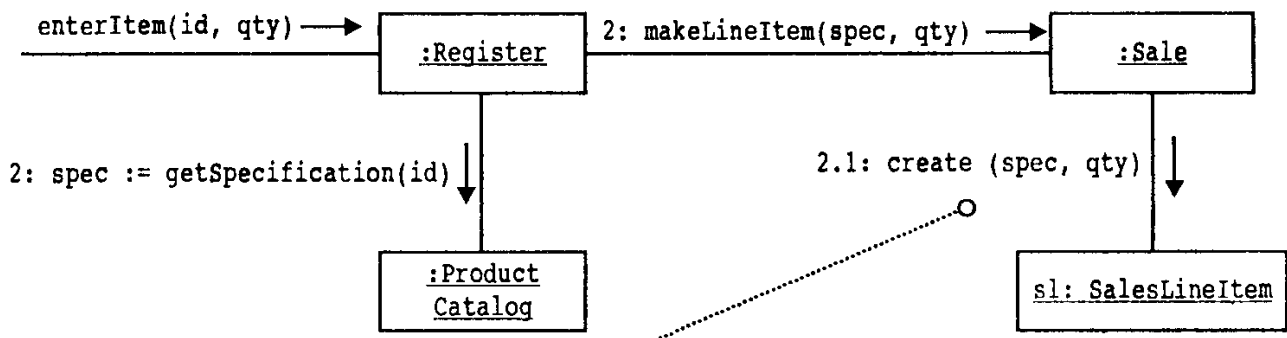 enterItem(id, qty)
:Register
2: makeLineItem(spec, qty)
:Sale
2: spec := getSpecification(id)
2.1: create (spec, qty)
:Product
Catalog
sl: SalesLineItem